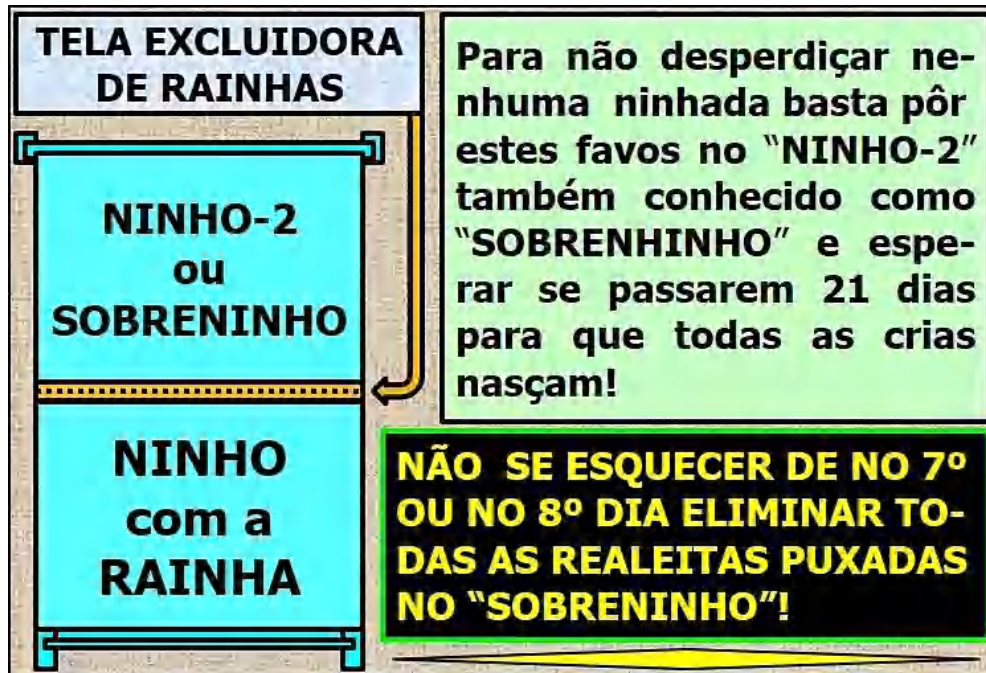 TELA EXCLUIDORA
DE RAINHAS
Para não desperdiçar ne-
nhuma ninhada basta pôr
estes favos no “NINHO-2”
também conhecido como
“SOBRENHINHO” e espe-
rar se passarem 21 dias
para que todas as crias
nasçam!
NINHO-2
ou
SOBRENINHO
NINHO
com a
RAINHA
NÃO SE ESQUECER DE NO 7º
OU NO 8º DIA ELIMINAR TO-
DAS AS REALEITAS PUXADAS
NO “SOBRENINHO”!